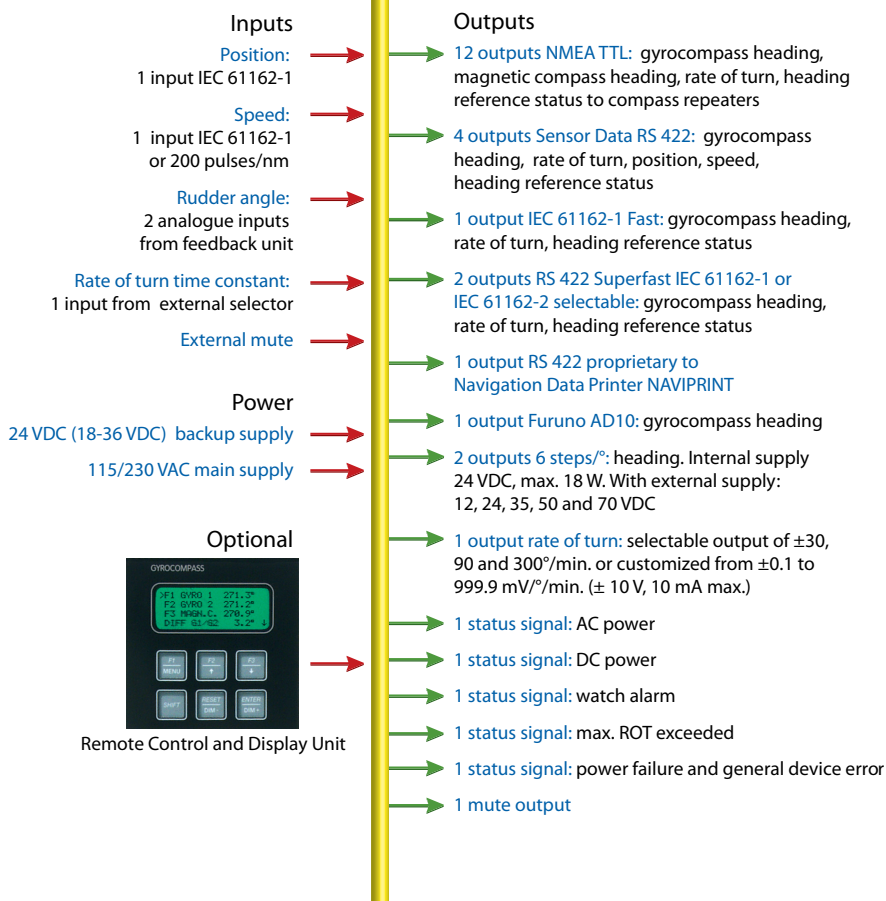 Inputs
Position:
1 input IEC 61162-1
Speed:
1 input IEC 61162-1
or 200 pulses/nm
Rudder angle:
2 analogue inputs
from feedback unit
Rate of turn time constant:
1 input from external selector
External mute
Power
24 VDC (18-36 VDC) backup supply
115/230 VAC main supply
Optional
GYROCOMPASS
>F1 GYRO 1 271.3°
F2 GYRO 2 271.2°
F3 MAGN.C. 270.9°
DIFF G1/G2 3.2° ↓
F1
MENU
F2
↑
F3
↓
SHIFT
RESET
DIM-
ENTER
DIM+
Remote Control and Display Unit
Outputs
12 outputs NMEA TTL: gyrocompass heading,
magnetic compass heading, rate of turn, heading
reference status to compass repeaters
4 outputs Sensor Data RS 422: gyrocompass
heading, rate of turn, position, speed,
heading reference status
1 output IEC 61162-1 Fast: gyrocompass heading,
rate of turn, heading reference status
2 outputs RS 422 Superfast IEC 61162-1 or
IEC 61162-2 selectable: gyrocompass heading,
rate of turn, heading reference status
1 output RS 422 proprietary to
Navigation Data Printer NAVIPRINT
1 output Furuno AD10: gyrocompass heading
2 outputs 6 steps/°: heading. Internal supply
24 VDC, max. 18 W. With external supply:
12, 24, 35, 50 and 70 VDC
1 output rate of turn: selectable output of ±30,
90 and 300°/min. or customized from ±0.1 to
999.9 mV/°/min. (± 10 V, 10 mA max.)
1 status signal: AC power
1 status signal: DC power
1 status signal: watch alarm
1 status signal: max. ROT exceeded
1 status signal: power failure and general device error
1 mute output